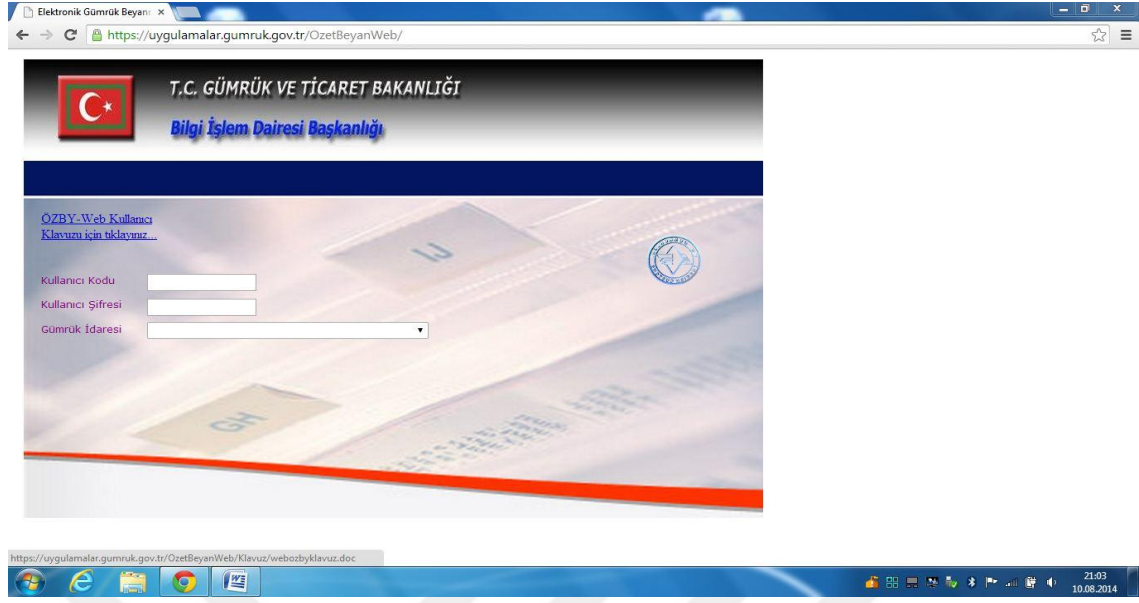 Elektronik Gümrük Beyanı
https://uygulamalar.gumruk.gov.tr/OzetBeyanWeb/
T.C. GÜMRÜK VE TİCARET BAKANLIĞI
Bilgi İşlem Dairesi Başkanlığı
ÖZBY-Web Kullanıcı
Klavuzu için tıklayınız...
IJ
Kullanıcı Kodu
Kullanıcı Şifresi
Gümrük İdaresi
GH
https://uygulamalar.gumruk.gov.tr/OzetBeyanWeb/Klavuz/webozbyklavuz.doc
21:03
10.08.2014